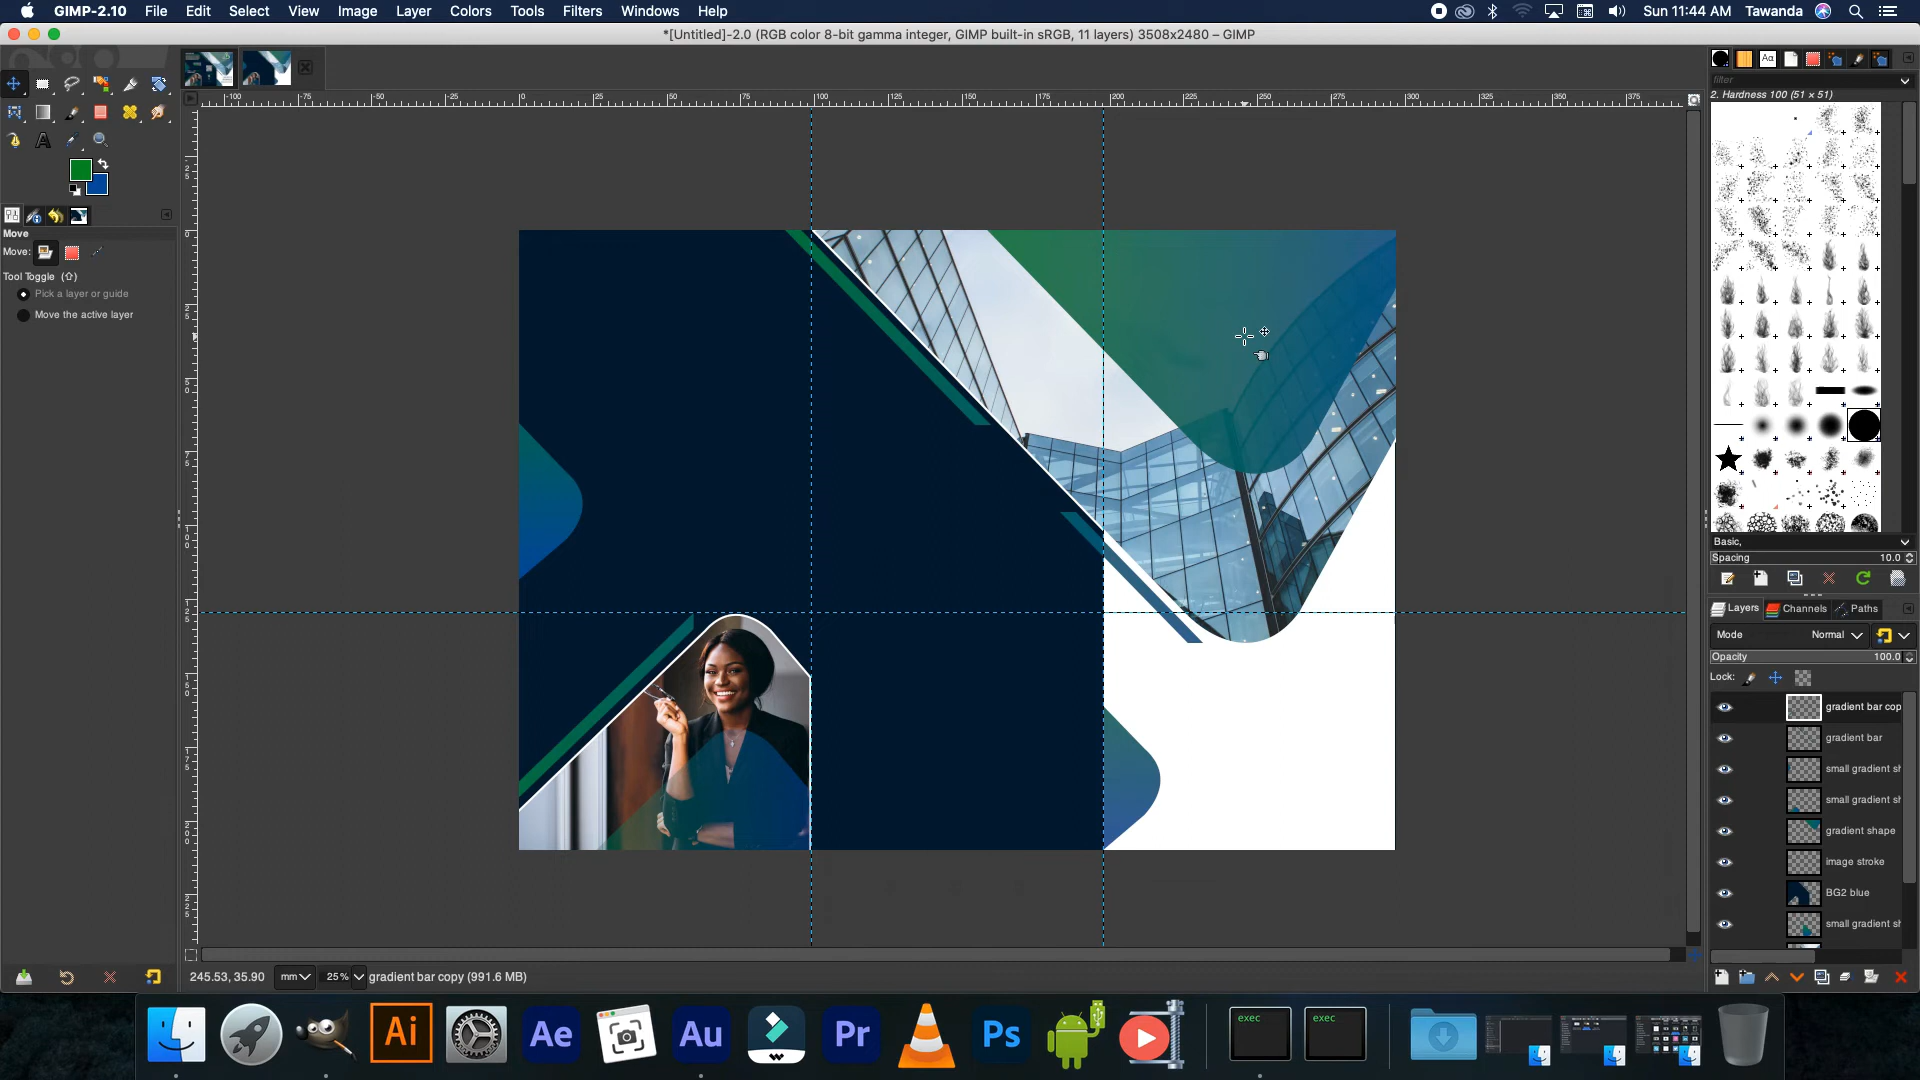 GIMP-2.10 File Edit Select View Image Layer Colors Tools Filters Windows Help
Sun 11:44 AM Tawanda
*[Untitled]-2.0 (RGB color 8-bit gamma integer, GIMP built-in sRGB, 11 layers) 3508x2480 – GIMP
filter
2. Hardness 100 (51 × 51)
Move
Move:
Tool Toggle (⇧)
Pick a layer or guide
Move the active layer
Basic,
Spacing 10.0
Layers Channels Paths
Mode Normal
Opacity 100.0
Lock:
gradient bar cop
gradient bar
small gradient sh
small gradient sh
gradient shape
image stroke
BG2 blue
small gradient sh
245.53, 35.90 mm 25% gradient bar copy (991.6 MB)
Ai Ae Au Pr Ps exec exec